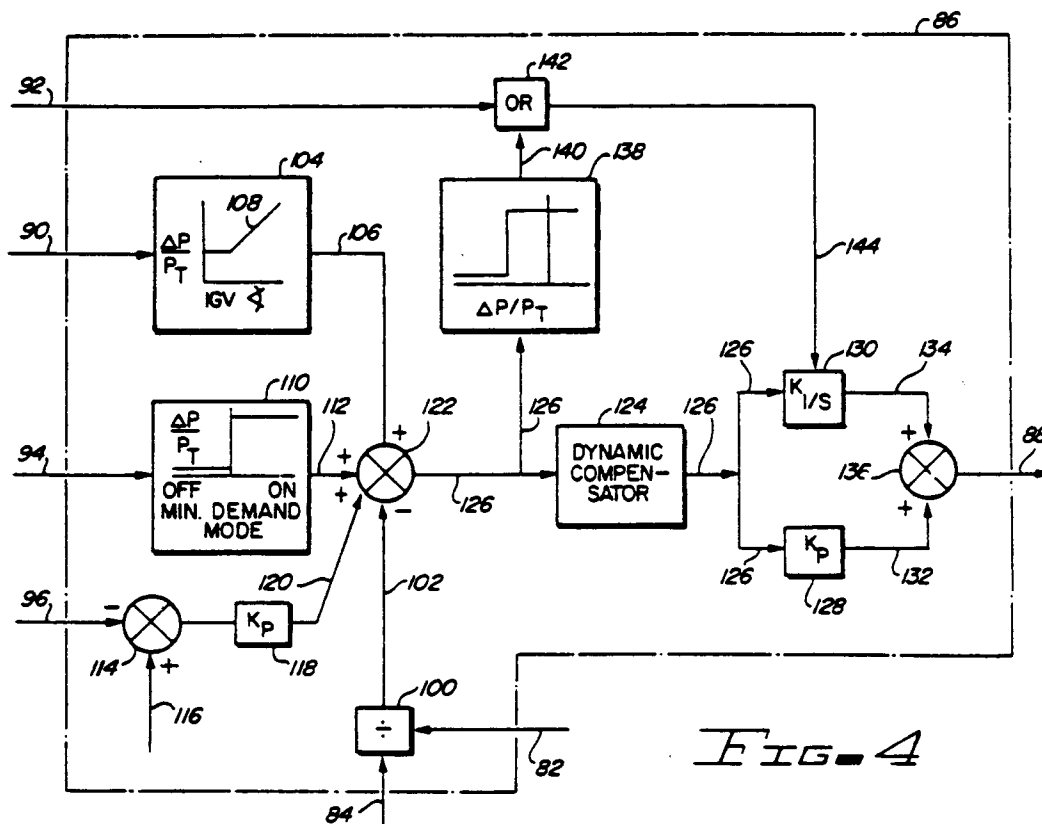 86
142
92
OR
140
138
104
108
90
ΔP
P_T
106
IGV ∢
ΔP/P_T
144
110
112
122
126
124
126
126
130
134
ΔP
P_T
94
+
+
+
−
DYNAMIC
COMPEN-
SATOR
K_I/S
+
136
88
OFF ON
MIN. DEMAND
MODE
126
+
120
102
126
K_P
132
128
96
−
K_P
114
+
118
116
100
÷
82
84
FIG. 4